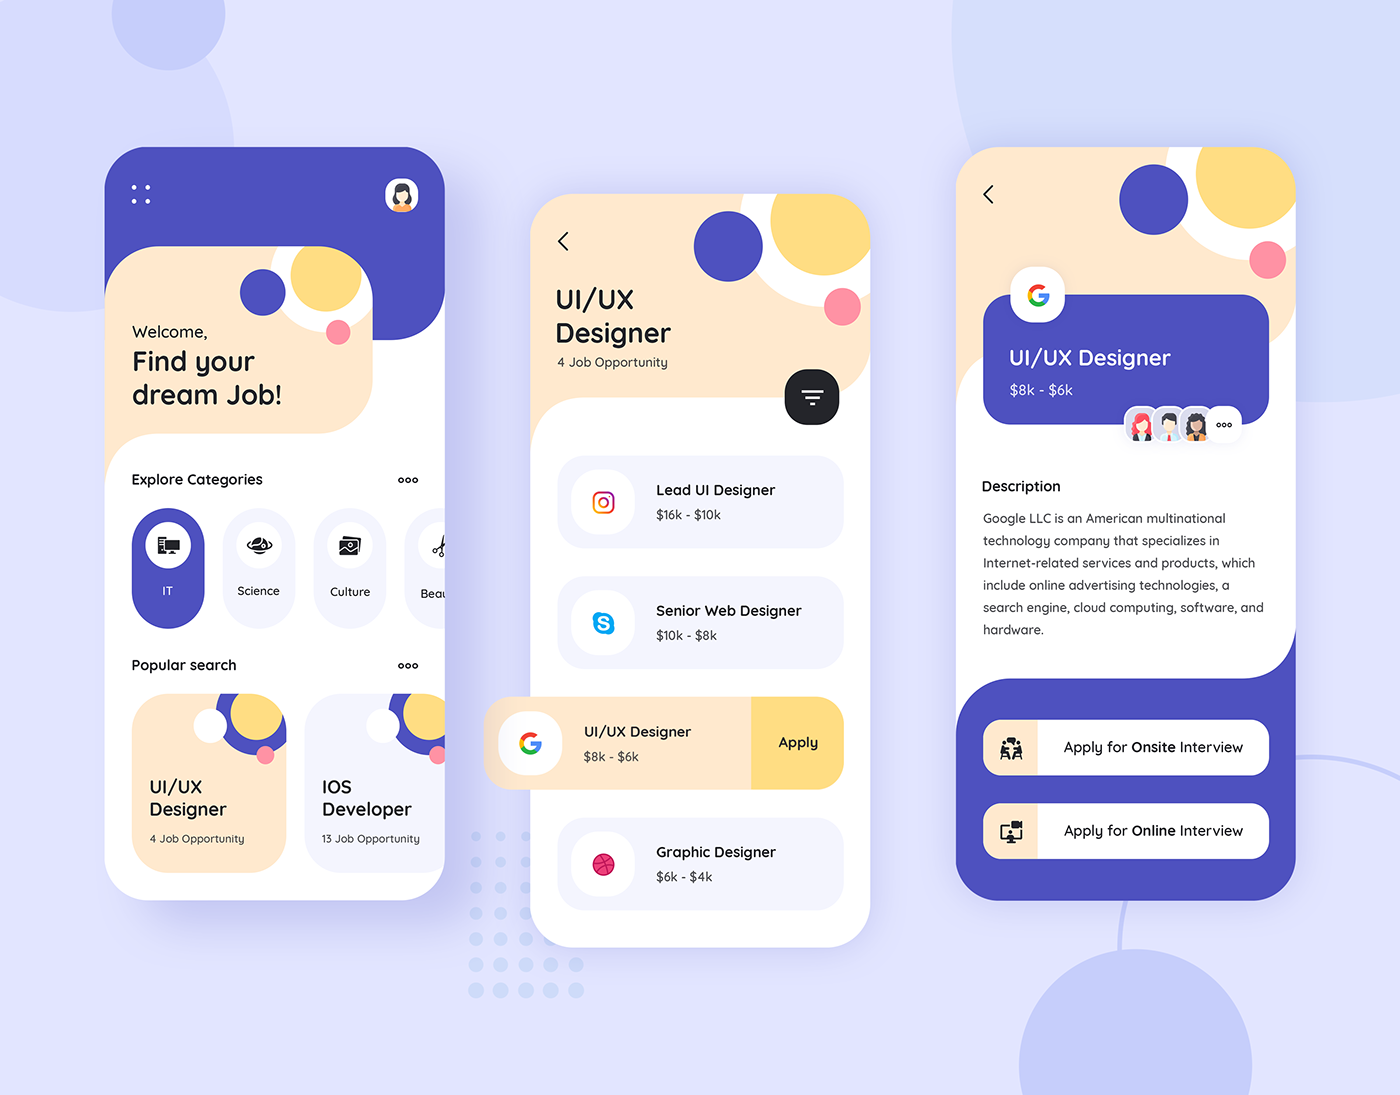 Welcome,
Find your
dream Job!
Explore Categories
IT
Science
Culture
Beau
Popular search
UI/UX
Designer
4 Job Opportunity
IOS
Developer
13 Job Opportunity
UI/UX
Designer
4 Job Opportunity
Lead UI Designer
$16k - $10k
Senior Web Designer
$10k - $8k
UI/UX Designer
$8k - $6k
Apply
Graphic Designer
$6k - $4k
UI/UX Designer
$8k - $6k
Description
Google LLC is an American multinational
technology company that specializes in
Internet-related services and products, which
include online advertising technologies, a
search engine, cloud computing, software, and
hardware.
Apply for Onsite Interview
Apply for Online Interview